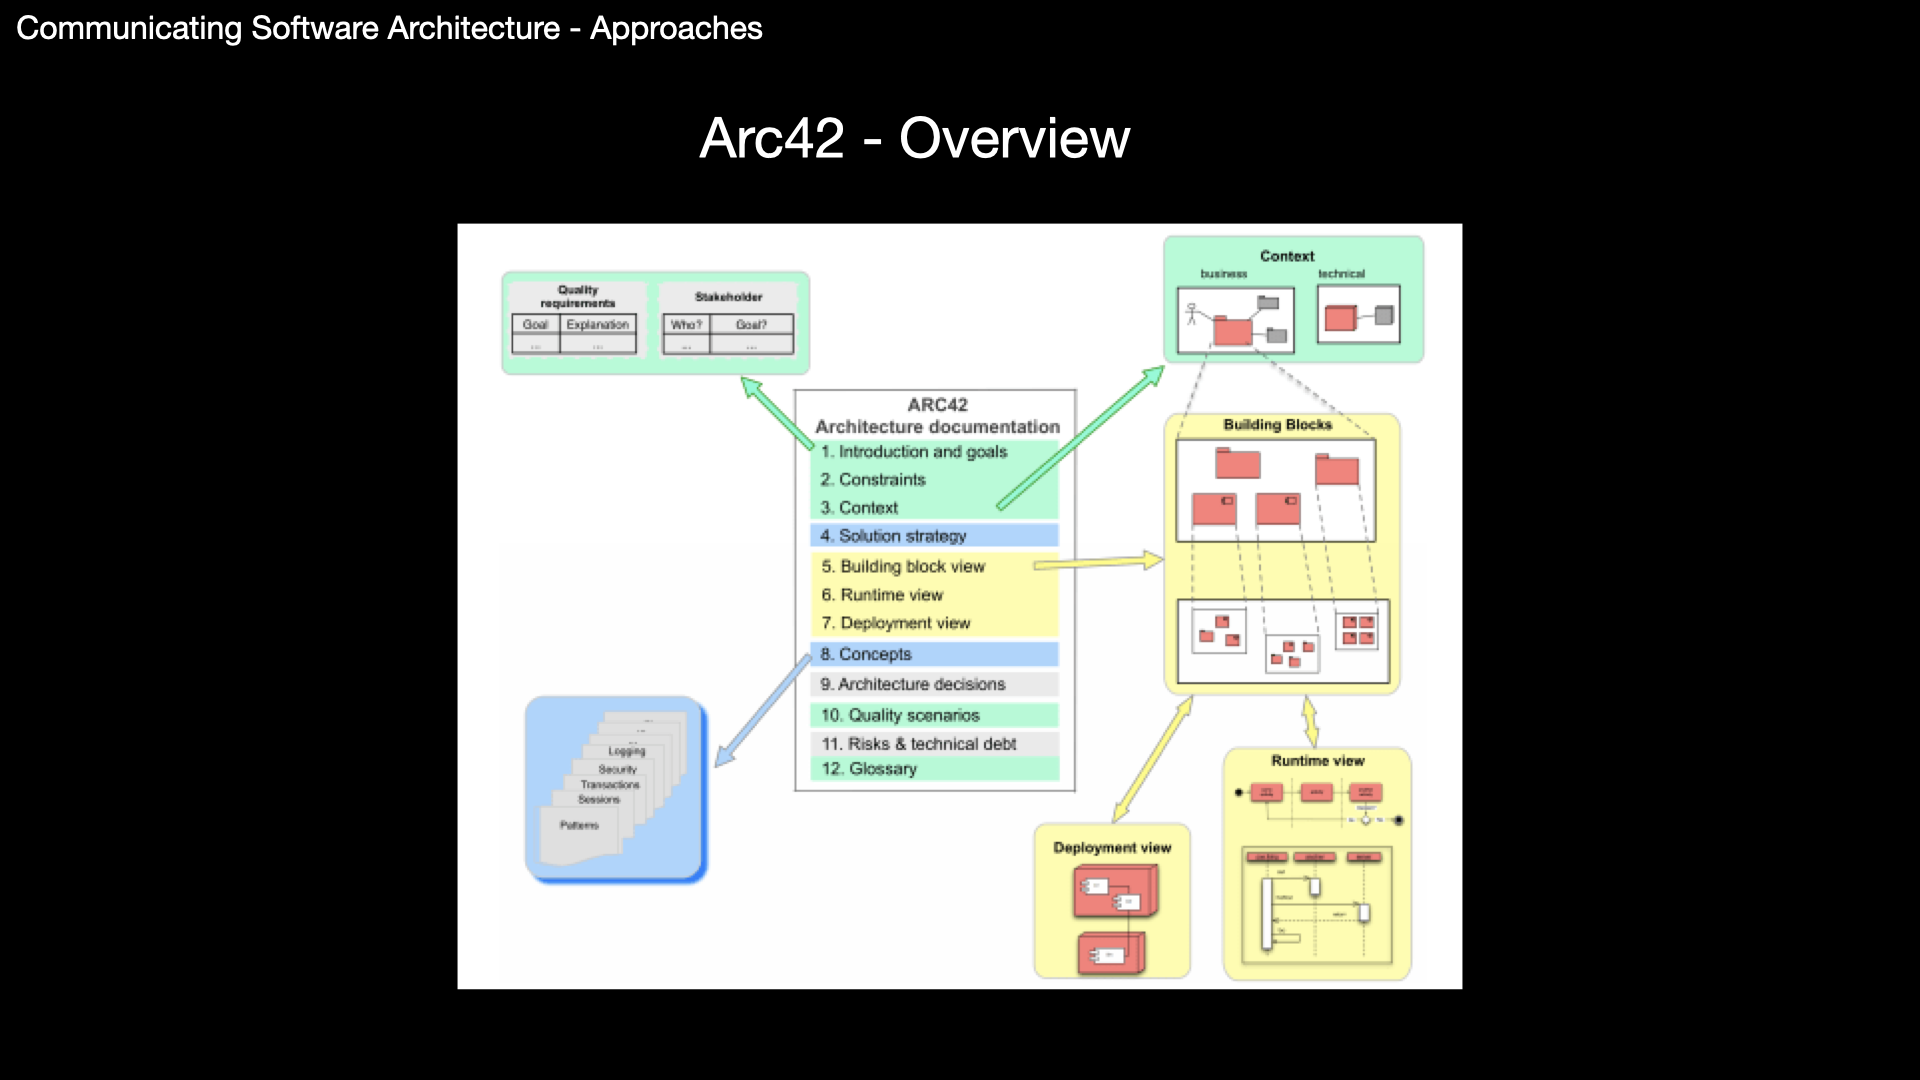 Communicating Software Architecture - Approaches
Arc42 - Overview
Quality
requirements
Goal Explanation
... ...
Stakeholder
Who? Goal?
... ...
Context
business technical
ARC42
Architecture documentation
1. Introduction and goals
2. Constraints
3. Context
4. Solution strategy
5. Building block view
6. Runtime view
7. Deployment view
8. Concepts
9. Architecture decisions
10. Quality scenarios
11. Risks & technical debt
12. Glossary
Building Blocks
...
...
...
Logging
Security
Transactions
Sessions
Patterns
Deployment view
Runtime view